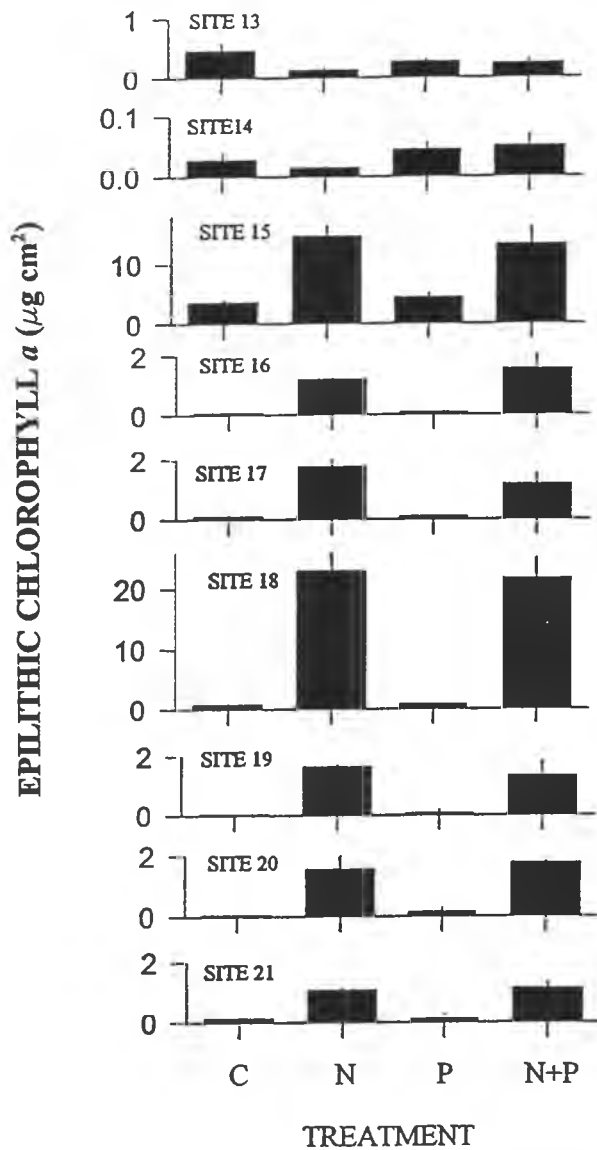 EPILITHIC CHLOROPHYLL a (μg cm²)
SITE 13
1
0
SITE14
0.1
0.0
SITE 15
10
0
SITE 16
2
0
SITE 17
2
0
SITE 18
20
10
0
SITE 19
2
0
SITE 20
2
0
SITE 21
2
0
C N P N+P
TREATMENT